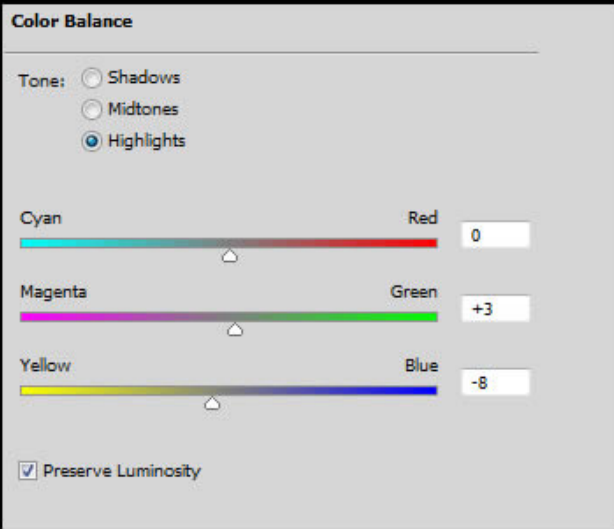 Color Balance
Tone: Shadows
Midtones
Highlights
Cyan Red 0
Magenta Green +3
Yellow Blue -8
Preserve Luminosity